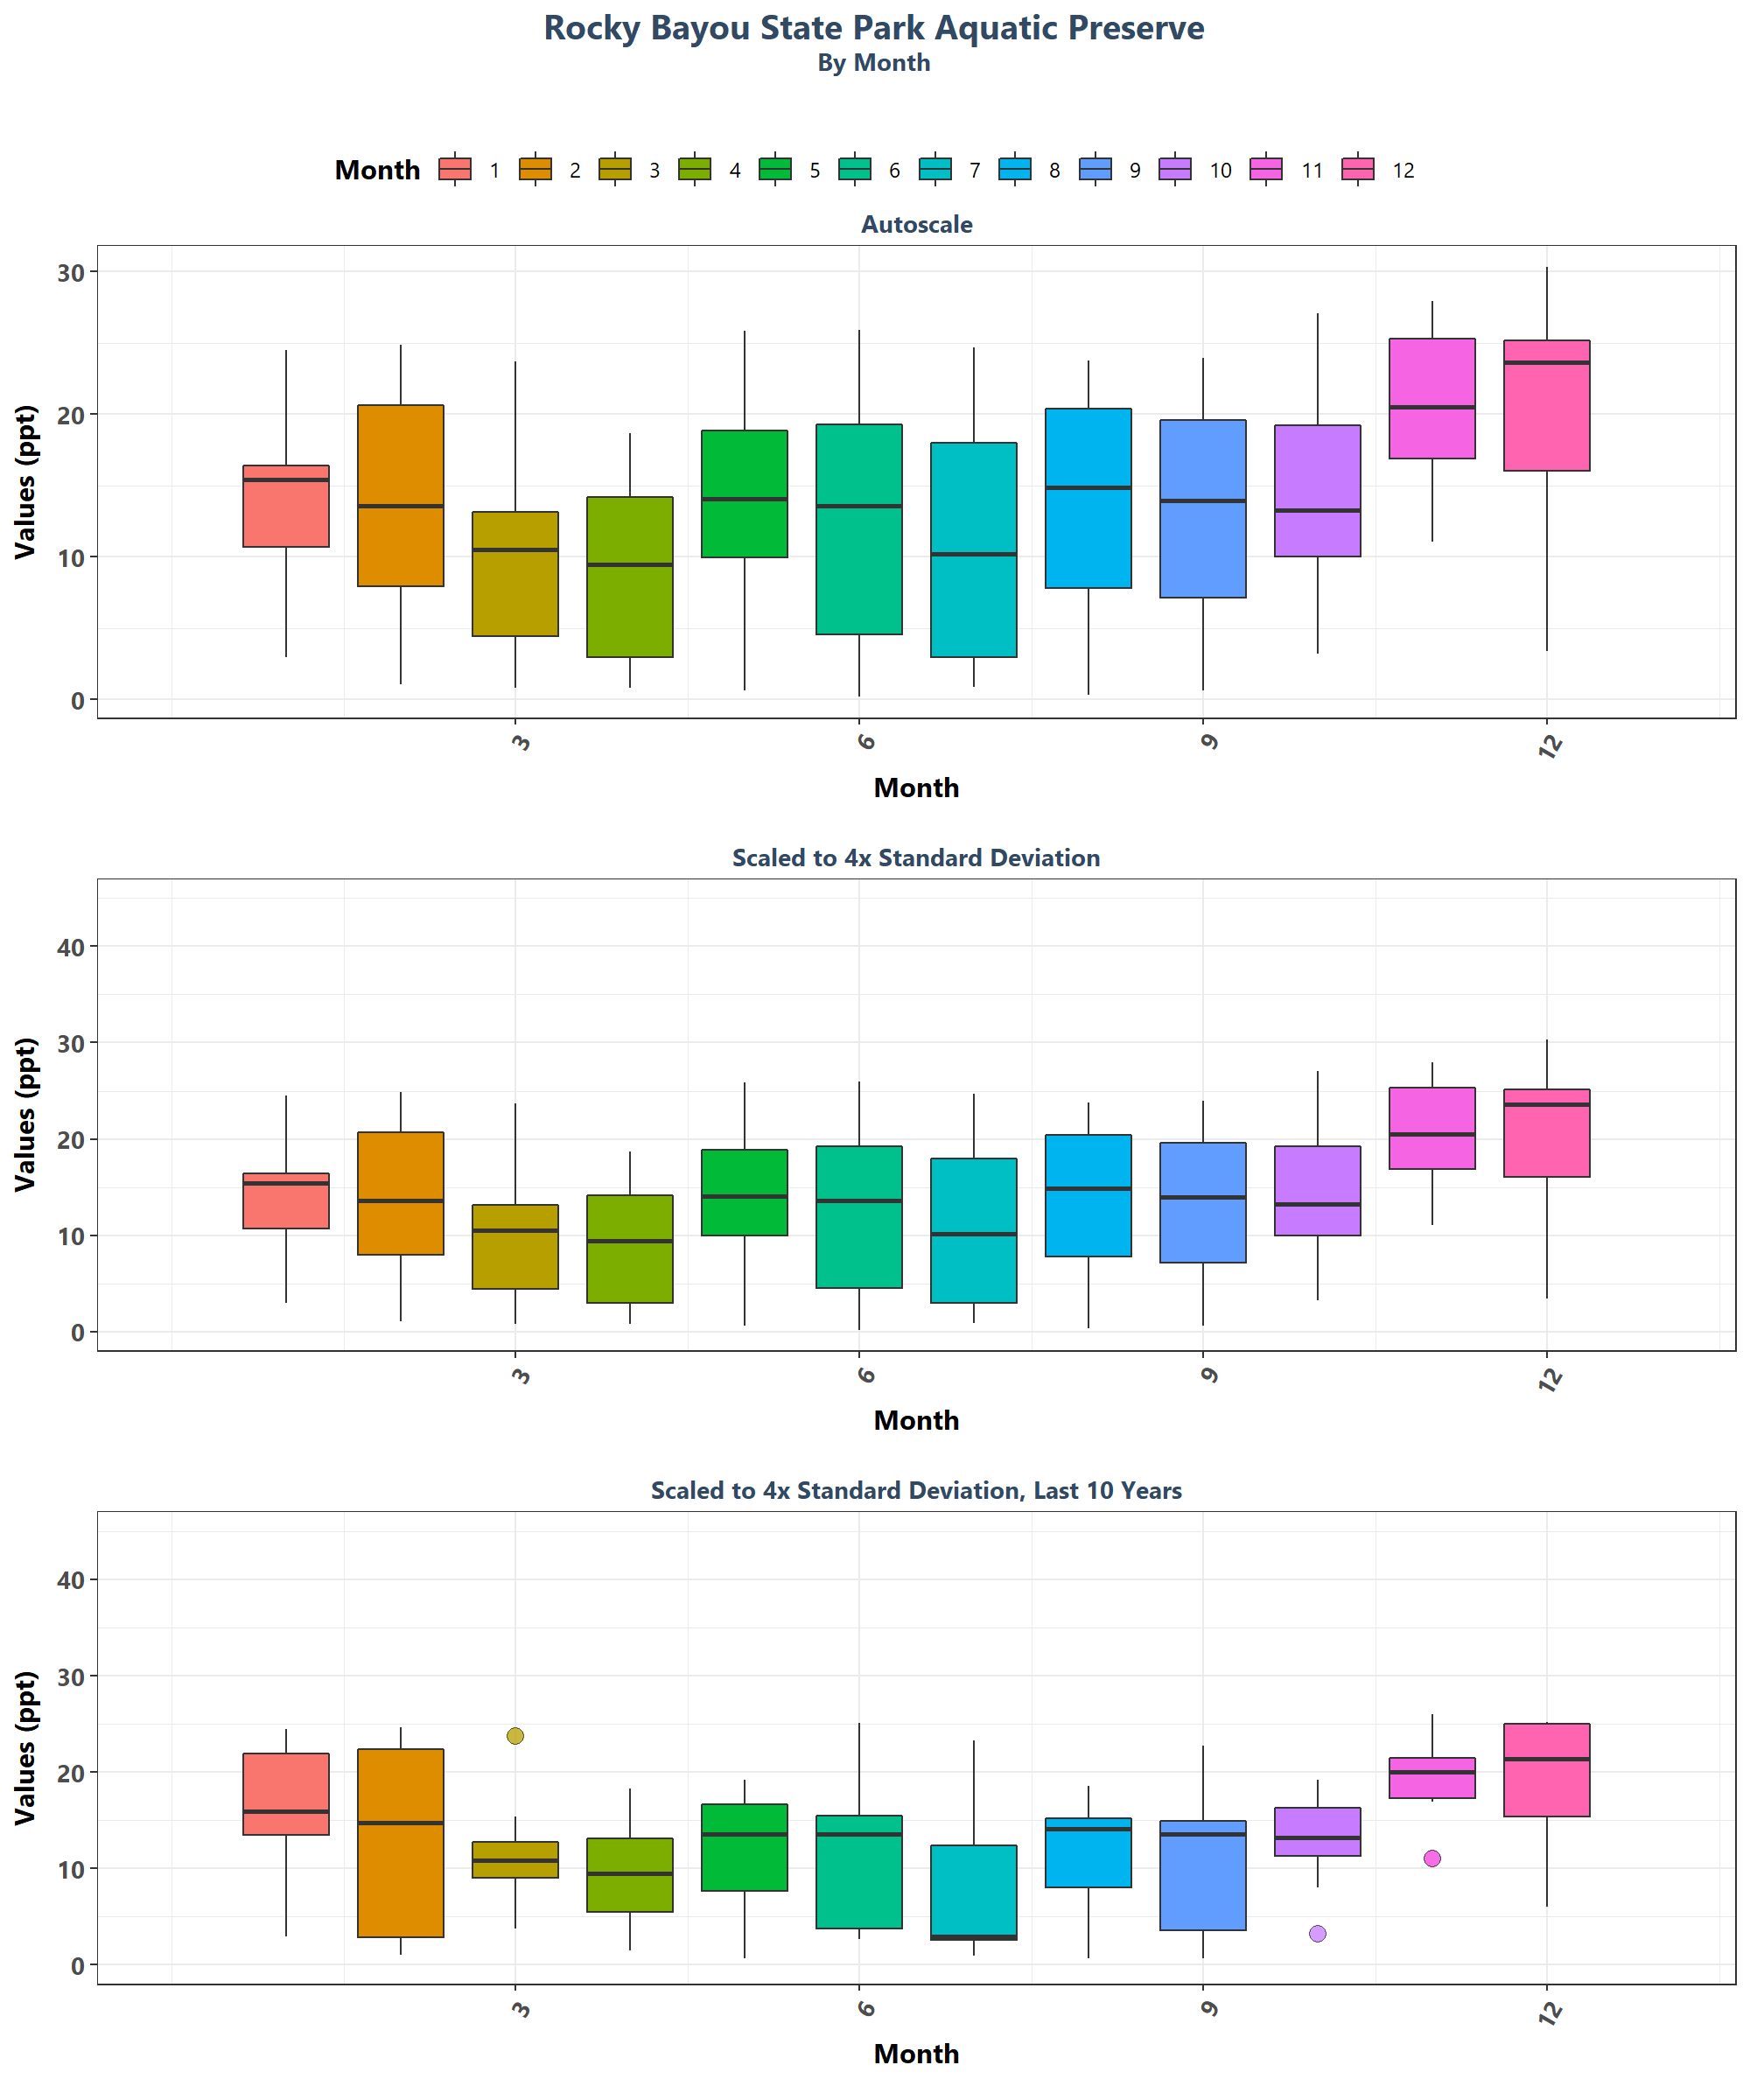 Rocky Bayou State Park Aquatic Preserve
By Month
Month 1 2 3 4 5 6 7 8 9 10 11 12
Autoscale
30
20
10
0
Values (ppt)
3 6 9 12
Month
Scaled to 4x Standard Deviation
40
30
20
10
0
Values (ppt)
3 6 9 12
Month
Scaled to 4x Standard Deviation, Last 10 Years
40
30
20
10
0
Values (ppt)
3 6 9 12
Month